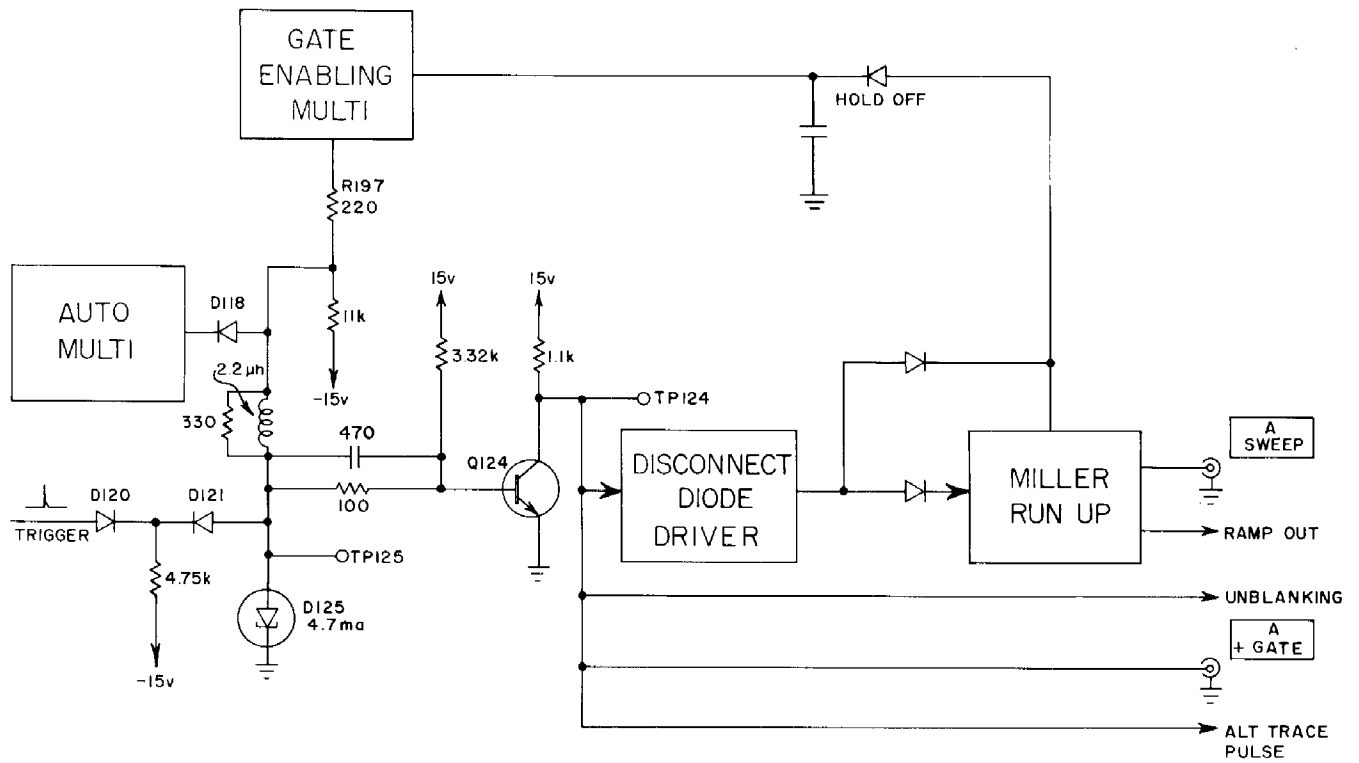 GATE
ENABLING
MULTI
HOLD OFF
R197
220
AUTO
MULTI
D118
11k
-15v
2.2µh
330
15v
3.32k
15v
1.1k
TP124
470
Q124
100
D120
D121
TRIGGER
4.75k
-15v
TP125
D125
4.7ma
DISCONNECT
DIODE
DRIVER
MILLER
RUN UP
A
SWEEP
RAMP OUT
UNBLANKING
A
+ GATE
ALT TRACE
PULSE